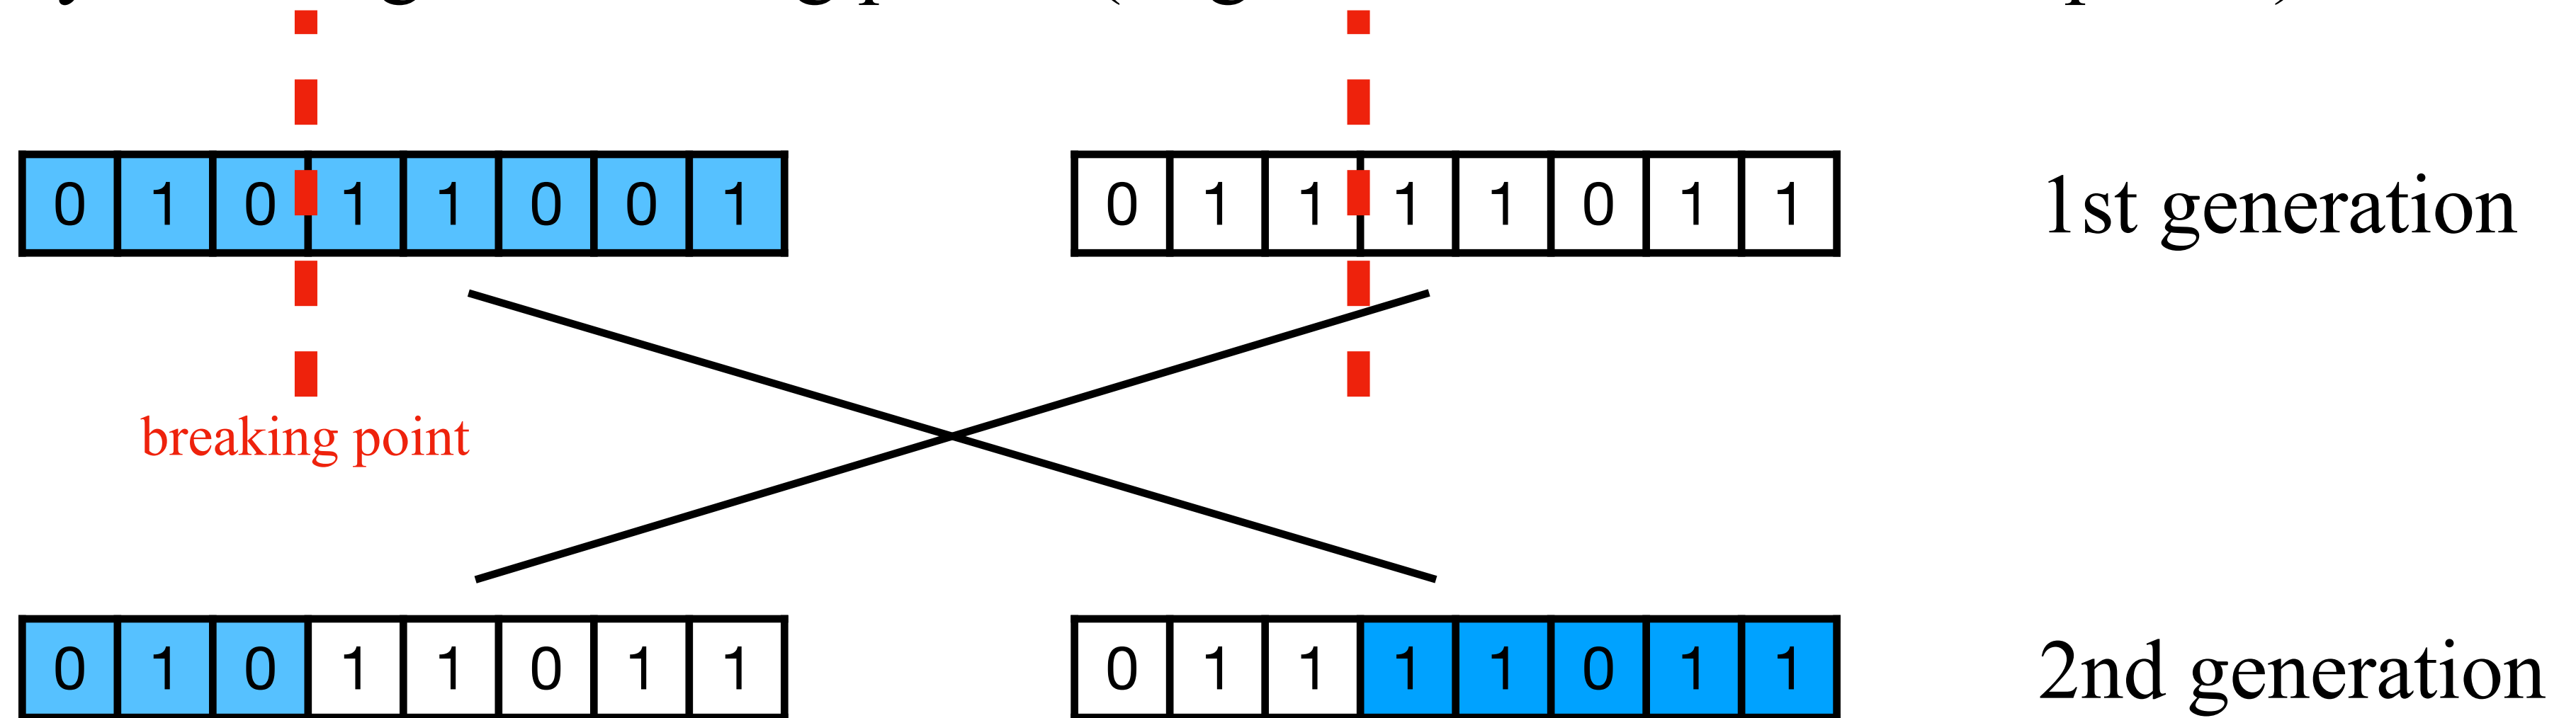 0 1 0 1 1 0 0 1 0 1 1 1 1 0 1 1 1st generation
breaking point
0 1 0 1 1 0 1 1 0 1 1 1 1 0 1 1 2nd generation